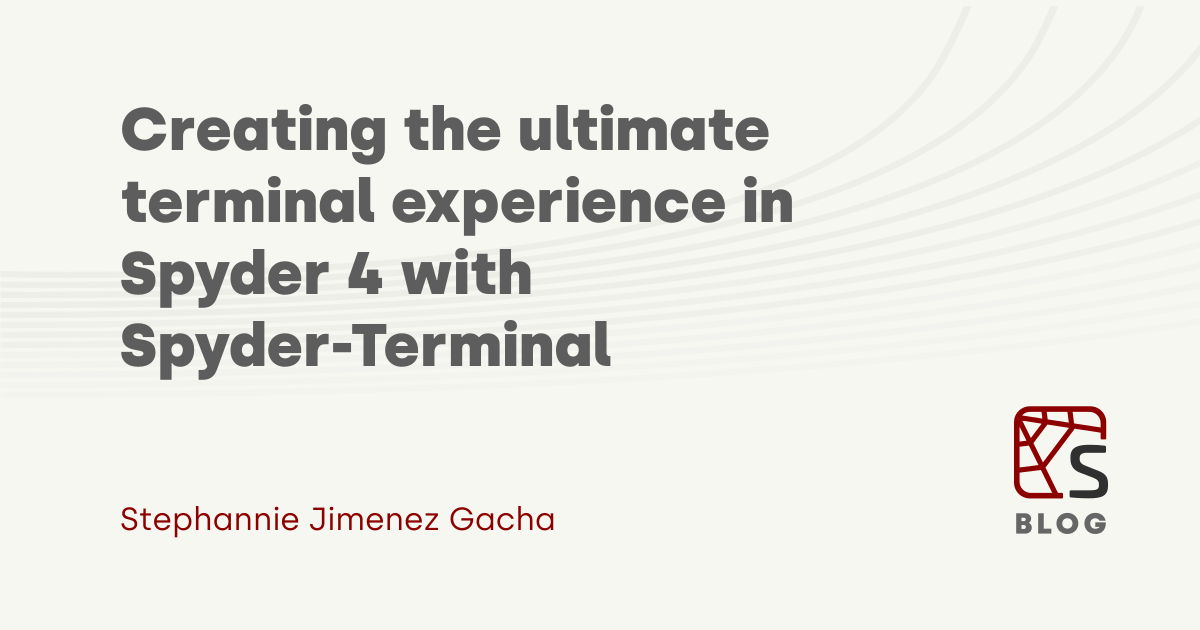 Creating the ultimate
terminal experience in
Spyder 4 with
Spyder-Terminal
Stephannie Jimenez Gacha
S
BLOG